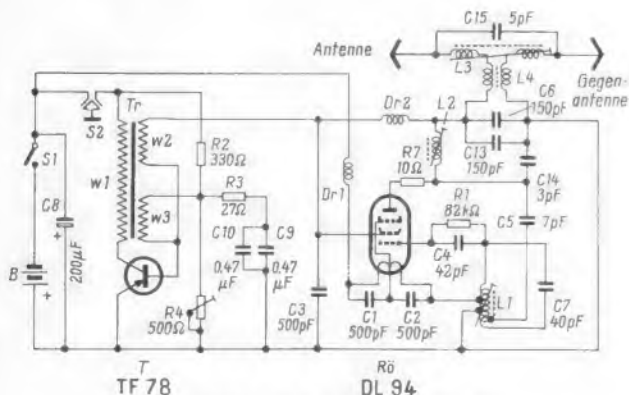 C15 5pF
Antenne
L3
L4
Gegen-
antenne
S2
Tr
Dr2
L2
C6
150pF
S1
w2
R2
330Ω
Dr1
R7
10Ω
C13
150pF
C14
3pF
w1
w3
R3
27Ω
R1
82kΩ
C5
7pF
C8
200µF
+
C10
0.47
µF
C9
0.47
µF
C4
42pF
B
+
R4
500Ω
C3
500pF
C1
500pF
C2
500pF
L1
C7
40pF
T
TF 78
Rö
DL 94